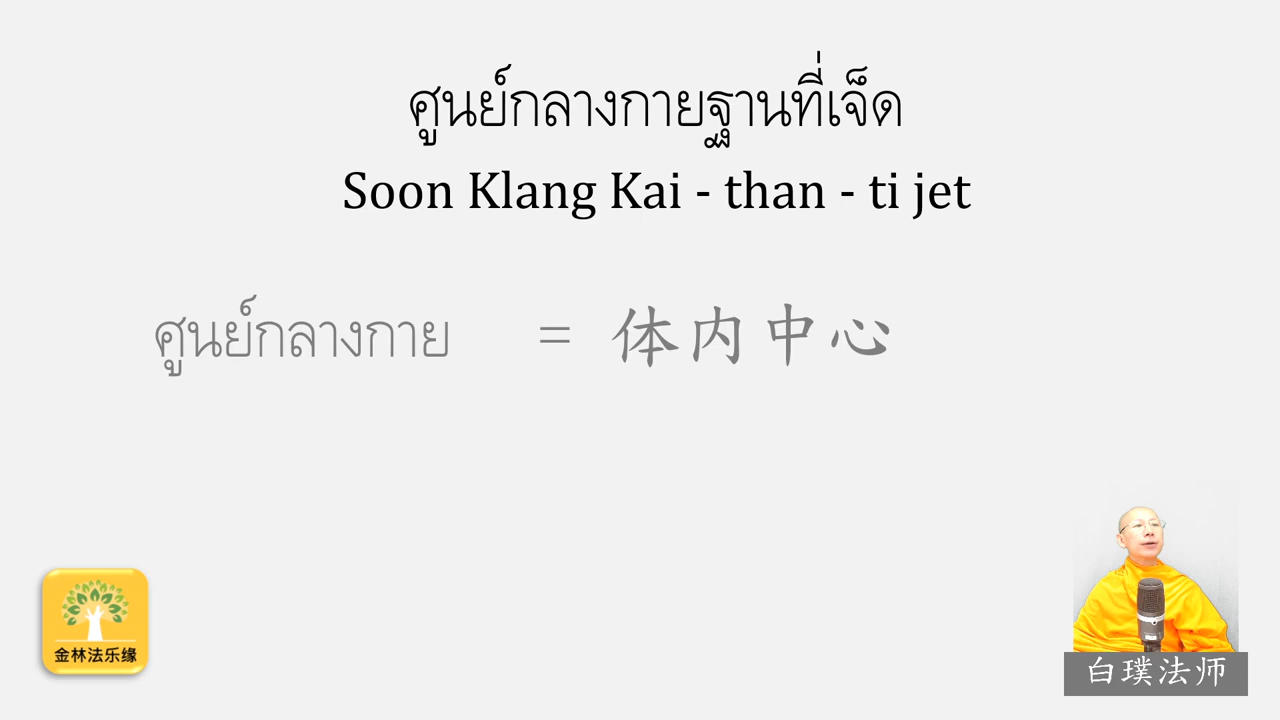 ศูนย์กลางกายฐานที่เจ็ด
Soon Klang Kai - than - ti jet
ศูนย์กลางกาย = 体内中心
金林法乐缘
白璞法师